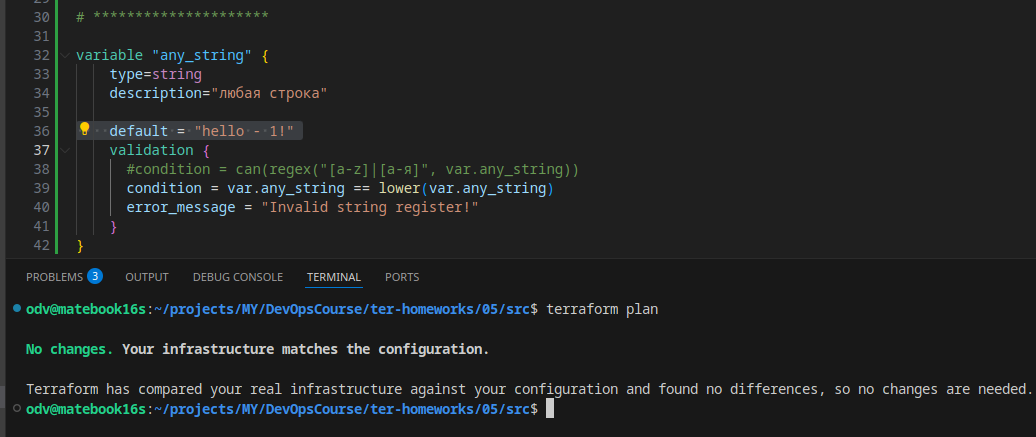 29
30 # *********************
31
32 variable "any_string" {
33 type=string
34 description="любая строка"
35
36 default = "hello - 1!"
37 validation {
38 #condition = can(regex("[a-z]|[а-я]", var.any_string))
39 condition = var.any_string == lower(var.any_string)
40 error_message = "Invalid string register!"
41 }
42 }
PROBLEMS 3 OUTPUT DEBUG CONSOLE TERMINAL PORTS
odv@matebook16s:~/projects/MY/DevOpsCourse/ter-homeworks/05/src$ terraform plan
No changes. Your infrastructure matches the configuration.
Terraform has compared your real infrastructure against your configuration and found no differences, so no changes are needed.
odv@matebook16s:~/projects/MY/DevOpsCourse/ter-homeworks/05/src$